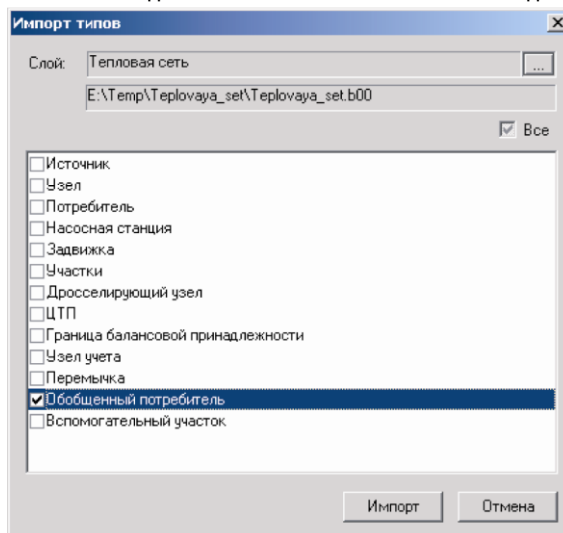 Импорт типов
Слой: Тепловая сеть ...
E:\Temp\Teplovaya_set\Teplovaya_set.b00
Все
Источник
Узел
Потребитель
Насосная станция
Задвижка
Участки
Дросселирующий узел
ЦТП
Граница балансовой принадлежности
Узел учета
Перемычка
Обобщенный потребитель
Вспомогательный участок
Импорт Отмена